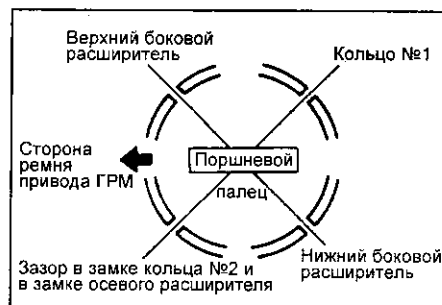 Верхний боковой
расширитель
Кольцо №1
Сторона
ремня
привода ГРМ
Поршневой
палец
Зазор в замке кольца №2 и
в замке осевого расширителя
Нижний боковой
расширитель